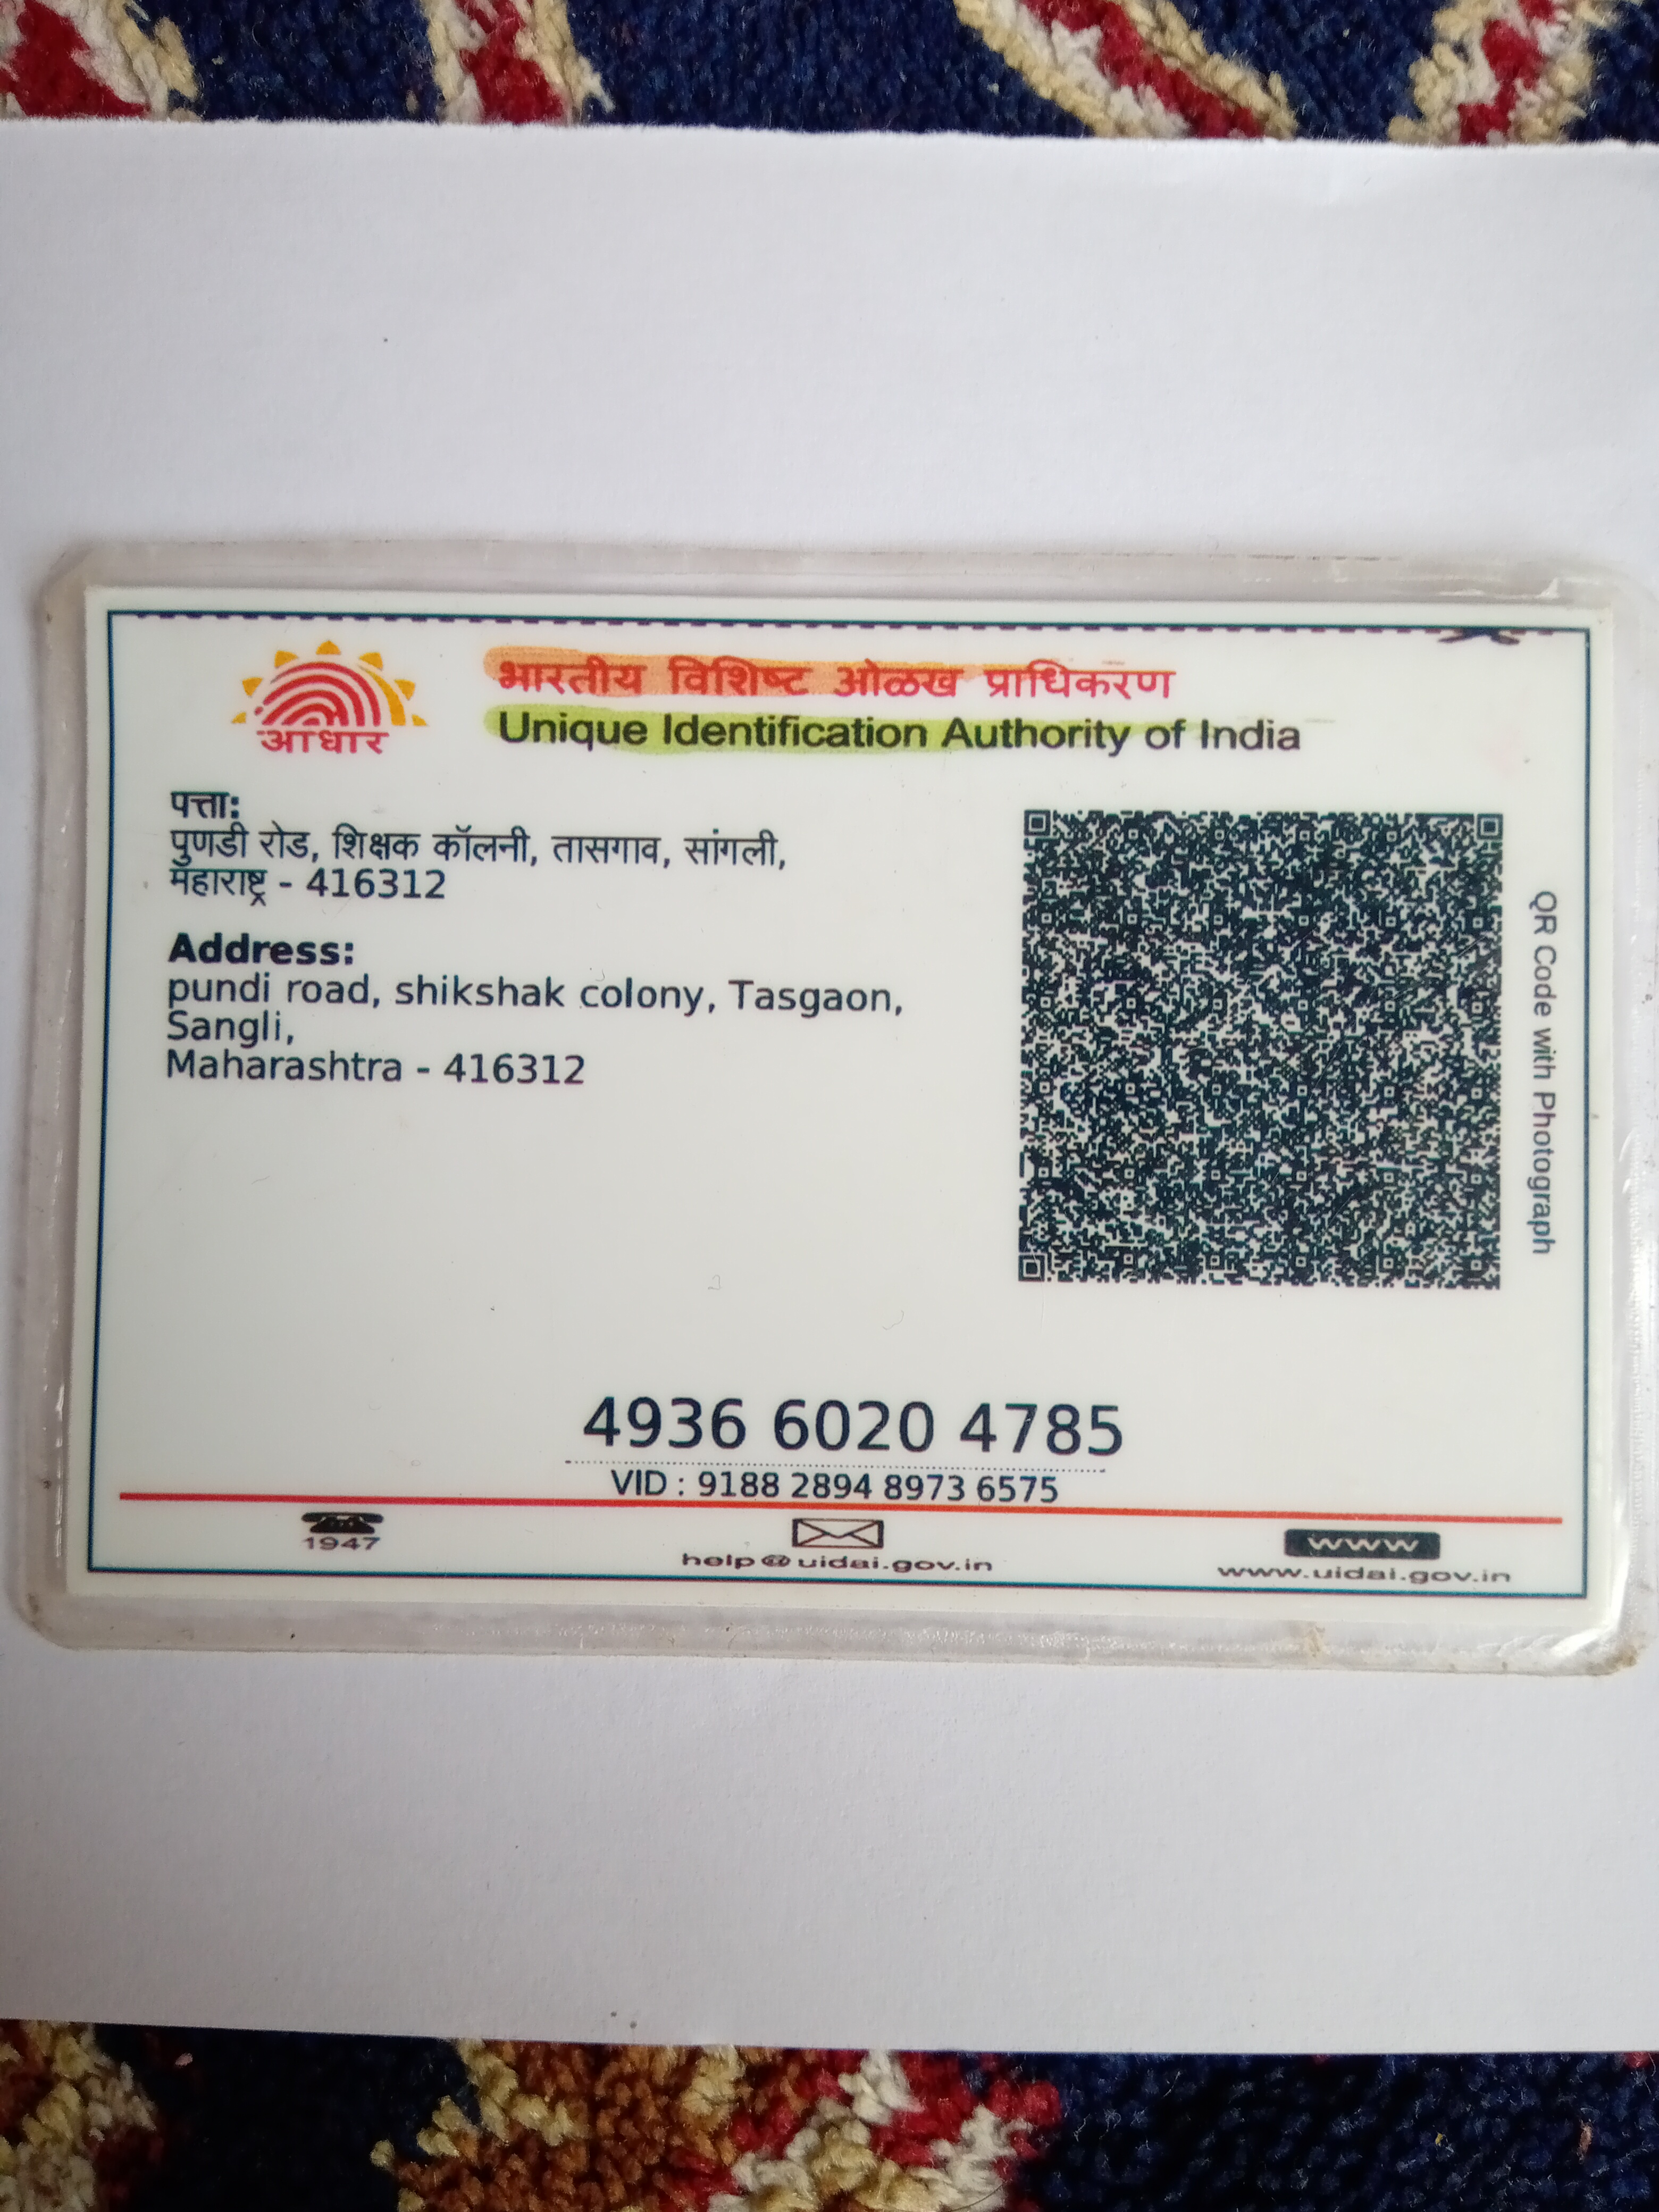 आधार
भारतीय विशिष्ट ओळख प्राधिकरण
Unique Identification Authority of India
पत्ता:
पुणडी रोड, शिक्षक कॉलनी, तासगाव, सांगली,
महाराष्ट्र - 416312
Address:
pundi road, shikshak colony, Tasgaon,
Sangli,
Maharashtra - 416312
QR Code with Photograph
4936 6020 4785
VID : 9188 2894 8973 6575
1947
help@uidai.gov.in
www
www.uidai.gov.in